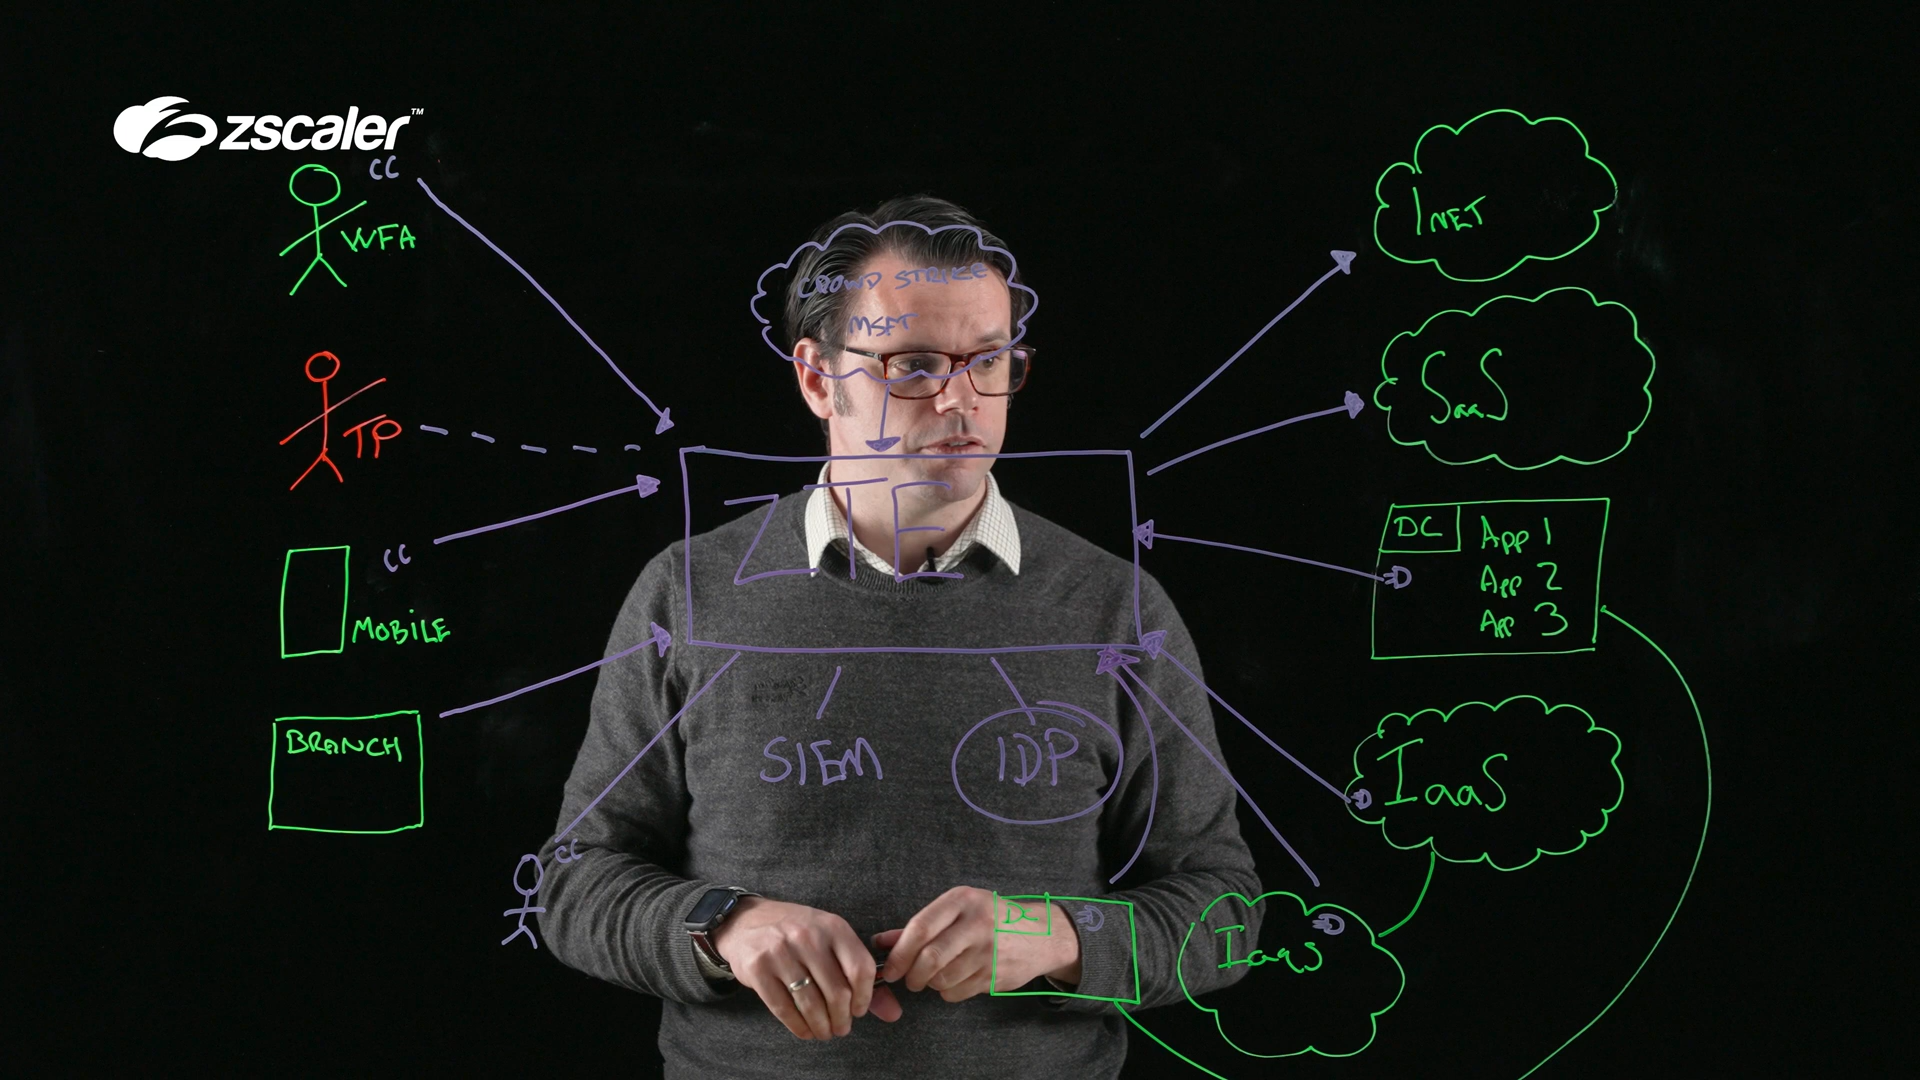 zscaler™
CC
WFA
TP
CC
MOBILE
BRANCH
CROWD STRIKE
MSFT
ZTE
SIEM
IDP
CC
INET
SaaS
DC
App 1
App 2
App 3
IaaS
DC
IaaS